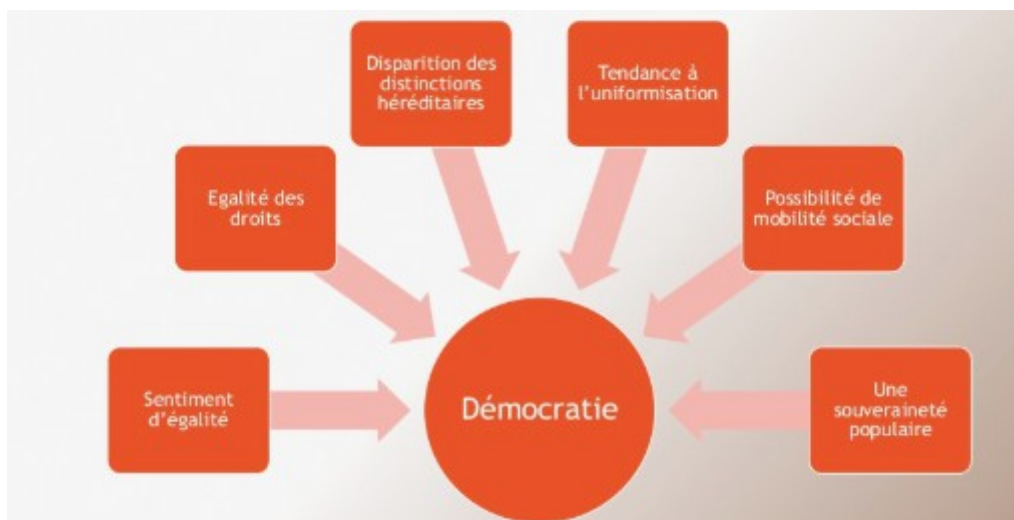 Disparition des
distinctions
héréditaires
Tendance à
l'uniformisation
Egalité des
droits
Possibilité de
mobilité sociale
Sentiment
d'égalité
Démocratie
Une
souveraineté
populaire